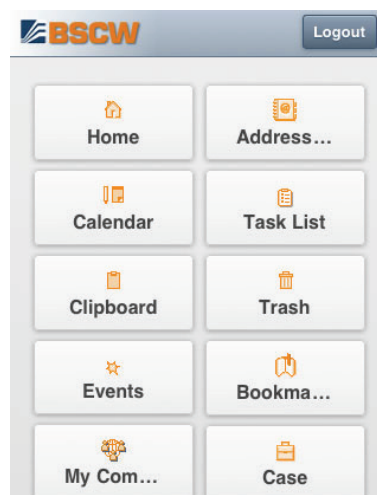 BSCW
Logout
Home
Address...
Calendar
Task List
Clipboard
Trash
Events
Bookma...
My Com...
Case